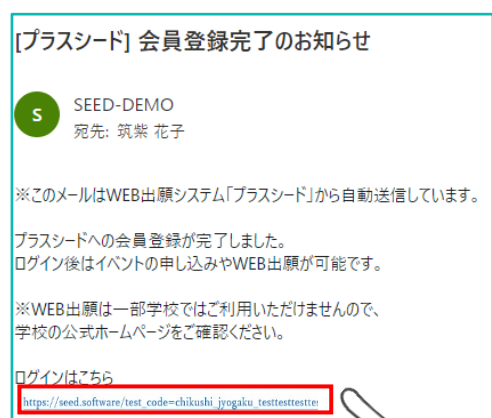 [プラスシード] 会員登録完了のお知らせ
S
SEED-DEMO
宛先: 筑紫 花子
※このメールはWEB出願システム「プラスシード」から自動送信しています。
プラスシードへの会員登録が完了しました。
ログイン後はイベントの申し込みやWEB出願が可能です。
※WEB出願は一部学校ではご利用いただけませんので、
学校の公式ホームページをご確認ください。
ログインはこちら
https://seed.software/test_code=chikushi_jyogaku_testtesttestte